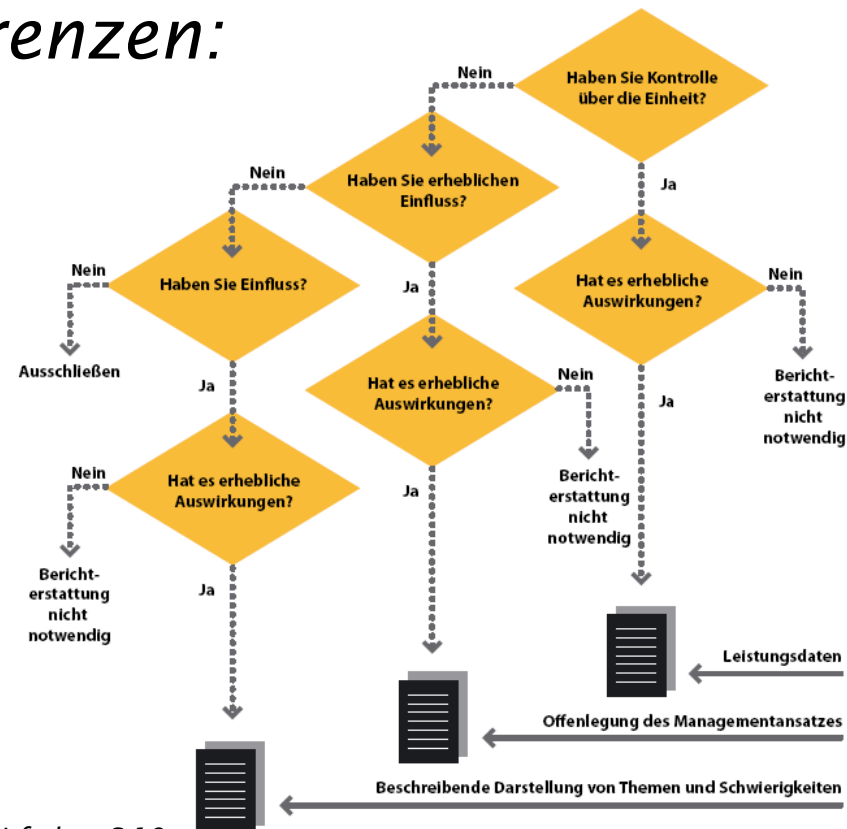 renzen:
Nein
Haben Sie Kontrolle
über die Einheit?
Nein
Haben Sie erheblichen
Einfluss?
Ja
Nein
Haben Sie Einfluss?
Ja
Hat es erhebliche
Auswirkungen?
Nein
Ausschließen
Ja
Hat es erhebliche
Auswirkungen?
Nein
Ja
Bericht-
erstattung
nicht
notwendig
Nein
Hat es erhebliche
Auswirkungen?
Ja
Bericht-
erstattung
nicht
notwendig
Bericht-
erstattung
nicht
notwendig
Ja
Leistungsdaten
Offenlegung des Managementansatzes
Beschreibende Darstellung von Themen und Schwierigkeiten